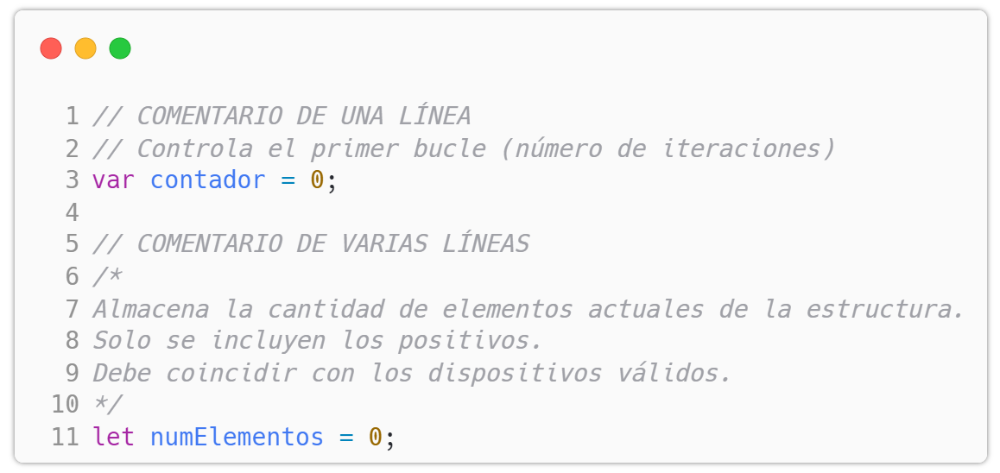 1 // COMENTARIO DE UNA LÍNEA
2 // Controla el primer bucle (número de iteraciones)
3 var contador = 0;
4
5 // COMENTARIO DE VARIAS LÍNEAS
6 /*
7 Almacena la cantidad de elementos actuales de la estructura.
8 Solo se incluyen los positivos.
9 Debe coincidir con los dispositivos válidos.
10 */
11 let numElementos = 0;